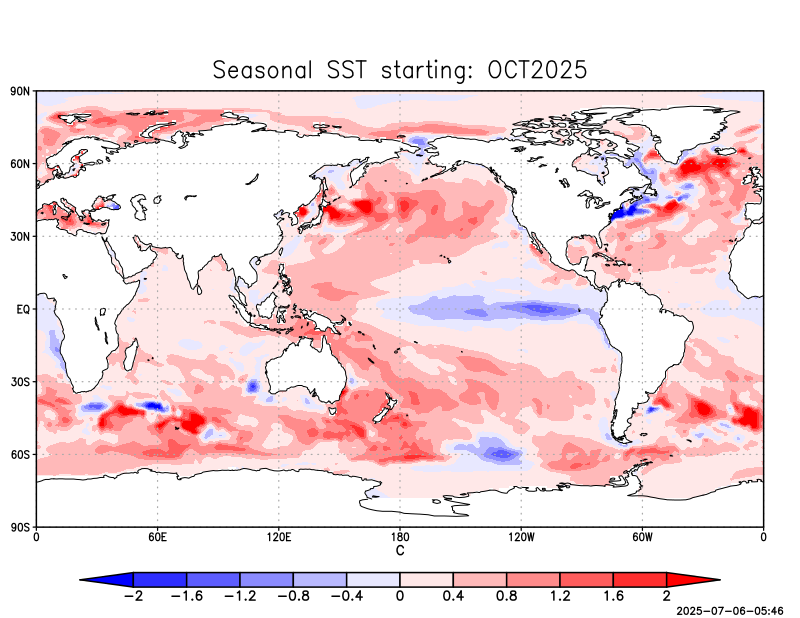 Seasonal SST starting: OCT2025
90N
60N
30N
EQ
30S
60S
90S
0 60E 120E 180 120W 60W 0
C
−2 −1.6 −1.2 −0.8 −0.4 0 0.4 0.8 1.2 1.6 2
2025-07-06-05:46